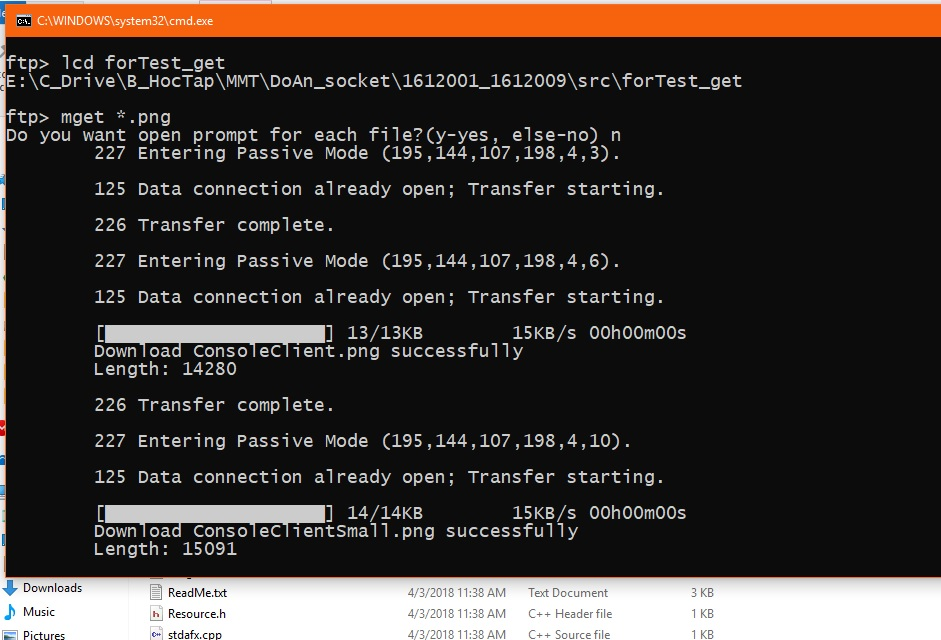 C:\WINDOWS\system32\cmd.exe
ftp> lcd forTest_get
E:\C_Drive\B_HocTap\MMT\DoAn_socket\1612001_1612009\src\forTest_get
ftp> mget *.png
Do you want open prompt for each file?(y-yes, else-no) n
227 Entering Passive Mode (195,144,107,198,4,3).
125 Data connection already open; Transfer starting.
226 Transfer complete.
227 Entering Passive Mode (195,144,107,198,4,6).
125 Data connection already open; Transfer starting.
[ ] 13/13KB 15KB/s 00h00m00s
Download ConsoleClient.png successfully
Length: 14280
226 Transfer complete.
227 Entering Passive Mode (195,144,107,198,4,10).
125 Data connection already open; Transfer starting.
[ ] 14/14KB 15KB/s 00h00m00s
Download ConsoleClientSmall.png successfully
Length: 15091
Downloads
ReadMe.txt 4/3/2018 11:38 AM Text Document 3 KB
Music
Resource.h 4/3/2018 11:38 AM C++ Header file 1 KB
Pictures
stdafx.cpp 4/3/2018 11:38 AM C++ Source file 1 KB